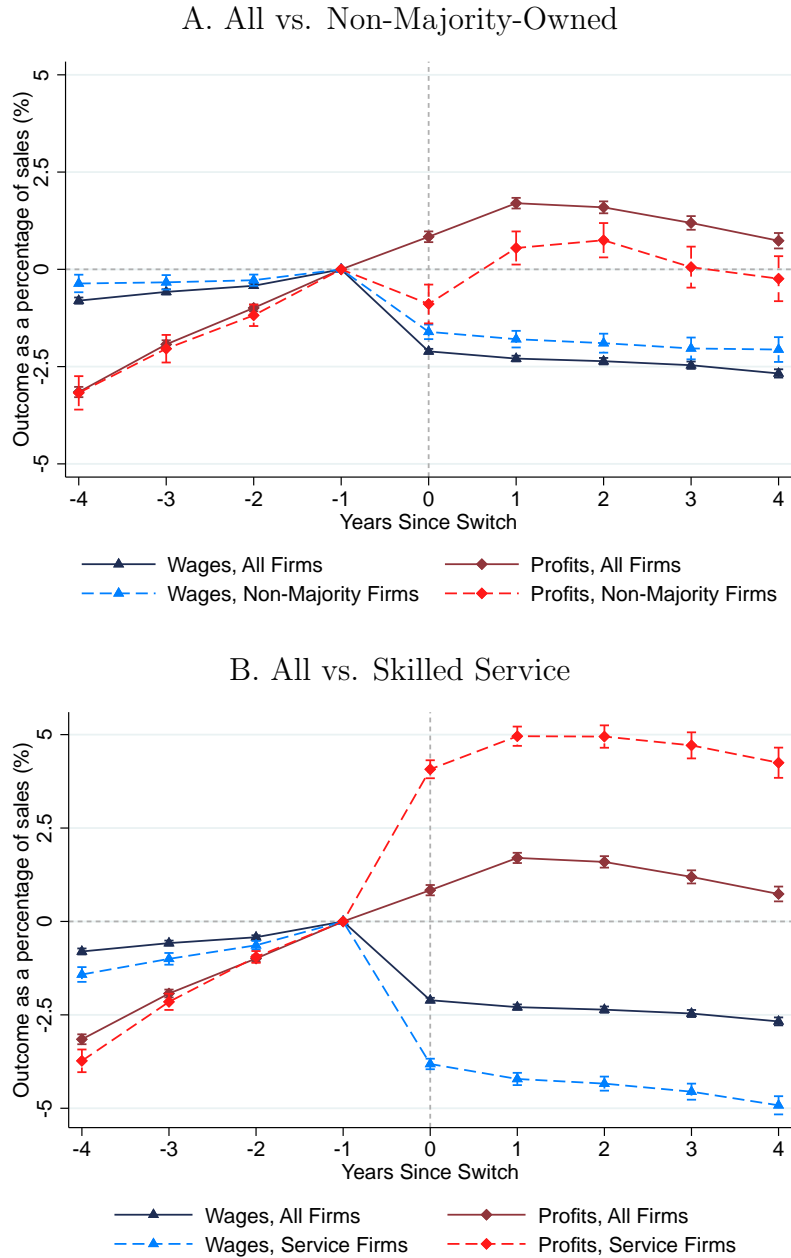 A. All vs. Non-Majority-Owned
Outcome as a percentage of sales (%)
5
2.5
0
-2.5
-5
-4 -3 -2 -1 0 1 2 3 4
Years Since Switch
Wages, All Firms Profits, All Firms
Wages, Non-Majority Firms Profits, Non-Majority Firms
B. All vs. Skilled Service
Outcome as a percentage of sales (%)
5
2.5
0
-2.5
-5
-4 -3 -2 -1 0 1 2 3 4
Years Since Switch
Wages, All Firms Profits, All Firms
Wages, Service Firms Profits, Service Firms